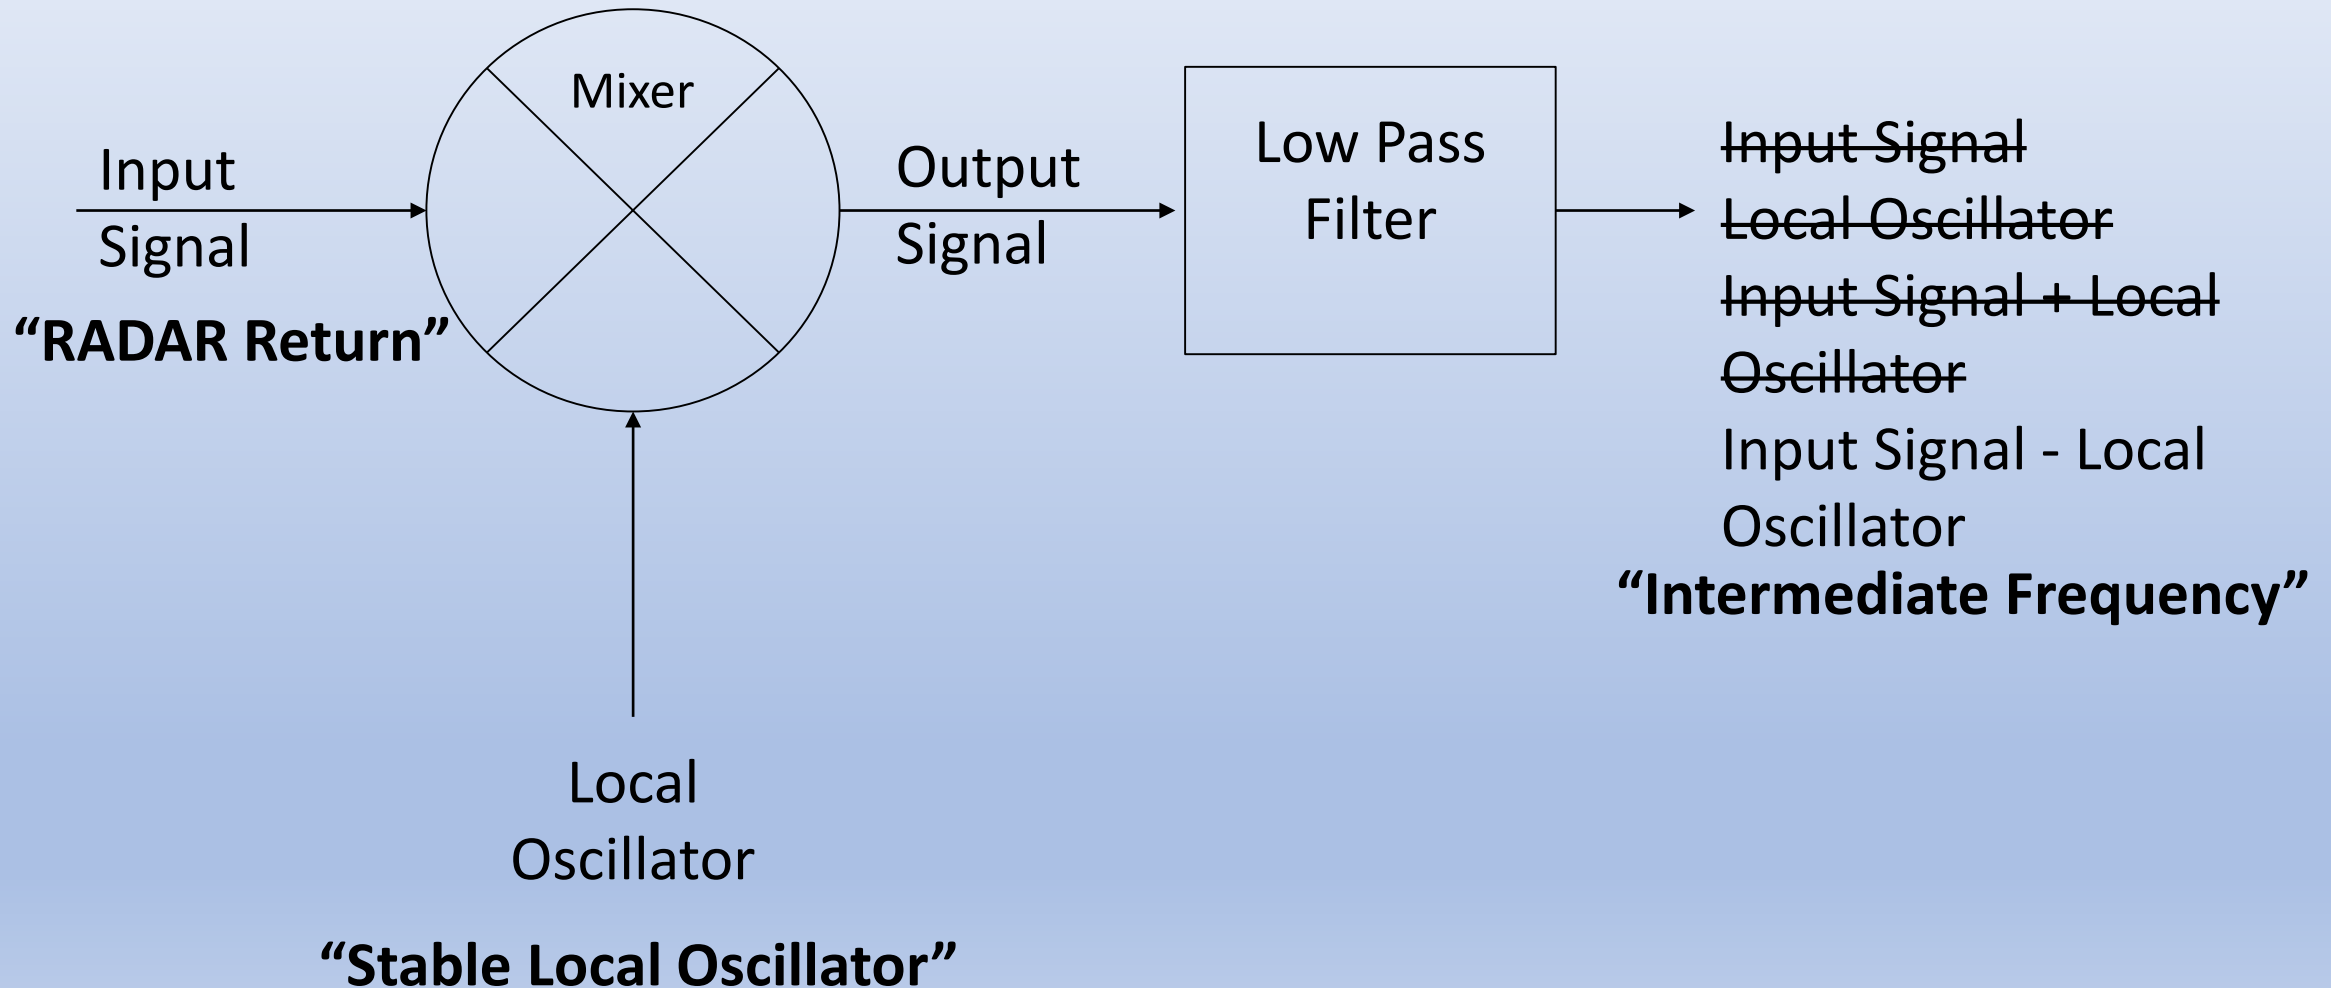 Mixer
Input
Signal
“RADAR Return”
Output
Signal
Low Pass
Filter
Input Signal
Local Oscillator
Input Signal + Local
Oscillator
Input Signal - Local
Oscillator
“Intermediate Frequency”
Local
Oscillator
“Stable Local Oscillator”